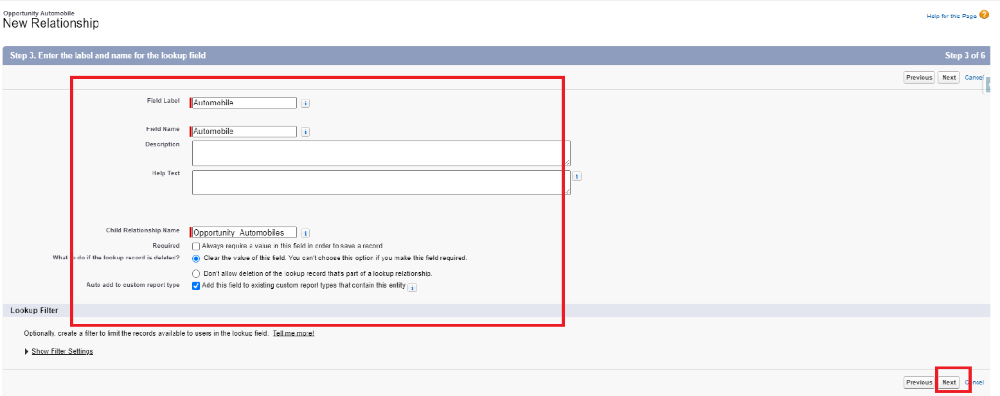 Opportunity Automobile
New Relationship
Help for this Page ?
Step 3. Enter the label and name for the lookup field Step 3 of 6
Previous Next Cancel
Field Label Automobile i
Field Name Automobile i
Description
Help Text i
Child Relationship Name Opportunity_Automobiles i
Required Always require a value in this field in order to save a record
What to do if the lookup record is deleted? Clear the value of this field. You can't choose this option if you make this field required.
Don't allow deletion of the lookup record that's part of a lookup relationship.
Auto add to custom report type Add this field to existing custom report types that contain this entity i
Lookup Filter
Optionally, create a filter to limit the records available to users in the lookup field. Tell me more!
Show Filter Settings
Previous Next Cancel